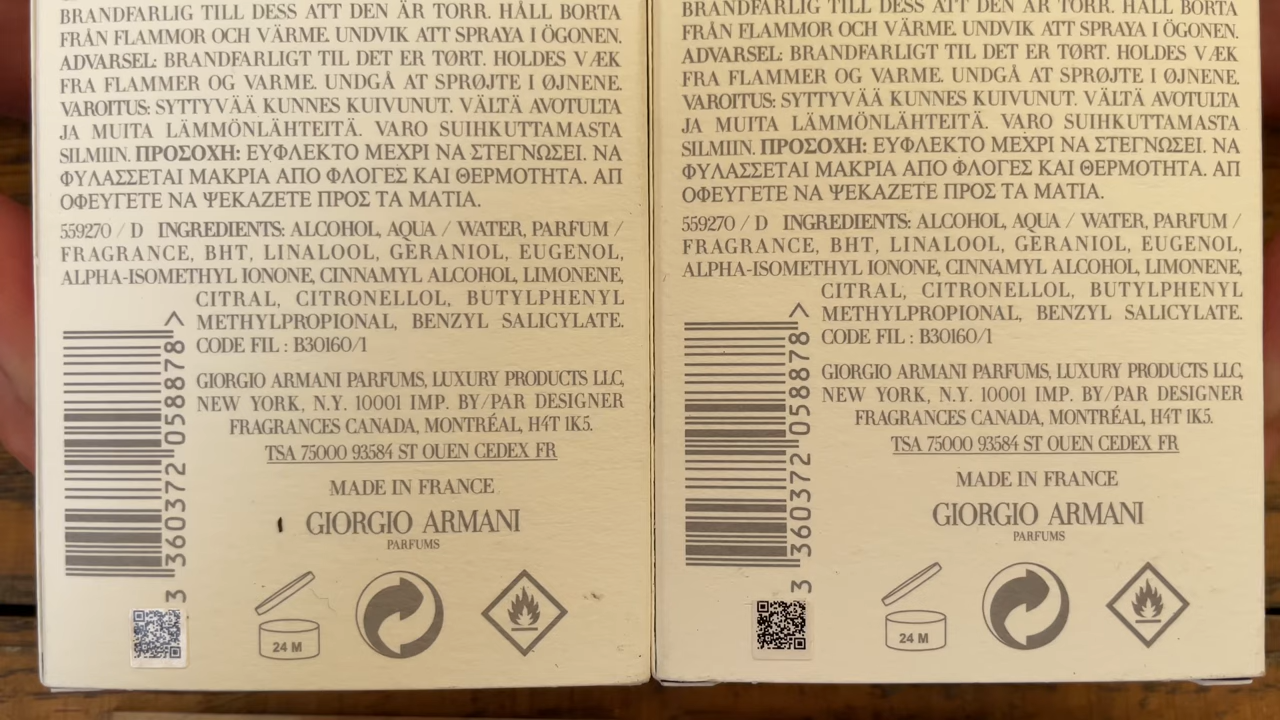 BRANDFARLIG TILL DESS ATT DEN ÄR TORR. HÅLL BORTA
FRÅN FLAMMOR OCH VÄRME. UNDVIK ATT SPRAYA I ÖGONEN.
ADVARSEL: BRANDFARLIGT TIL DET ER TØRT. HOLDES VÆK
FRA FLAMMER OG VARME. UNDGÅ AT SPRØJTE I ØJNENE.
VAROITUS: SYTTYVÄÄ KUNNES KUIVUNUT. VÄLTÄ AVOTULTA
JA MUITA LÄMMÖNLÄHTEITÄ. VARO SUIHKUTTAMASTA
SILMIIN. ΠΡΟΣΟΧΗ: ΕΥΦΛΕΚΤΟ ΜΕΧΡΙ ΝΑ ΣΤΕΓΝΩΣΕΙ. ΝΑ
ΦΥΛΑΣΣΕΤΑΙ ΜΑΚΡΙΑ ΑΠΟ ΦΛΟΓΕΣ ΚΑΙ ΘΕΡΜΟΤΗΤΑ. ΑΠ
ΟΦΕΥΓΕΤΕ ΝΑ ΨΕΚΑΖΕΤΕ ΠΡΟΣ ΤΑ ΜΑΤΙΑ.
559270 / D INGREDIENTS: ALCOHOL, AQUA / WATER, PARFUM /
FRAGRANCE, BHT, LINALOOL, GERANIOL, EUGENOL,
ALPHA-ISOMETHYL IONONE, CINNAMYL ALCOHOL, LIMONENE,
CITRAL, CITRONELLOL, BUTYLPHENYL
METHYLPROPIONAL, BENZYL SALICYLATE.
CODE FIL : B30160/1
GIORGIO ARMANI PARFUMS, LUXURY PRODUCTS LLC,
NEW YORK, N.Y. 10001 IMP. BY/PAR DESIGNER
FRAGRANCES CANADA, MONTRÉAL, H4T 1K5.
TSA 75000 93584 ST OUEN CEDEX FR
MADE IN FRANCE
GIORGIO ARMANI
PARFUMS
3 360372 058878 >
24 M
BRANDFARLIG TILL DESS ATT DEN ÄR TORR. HÅLL BORTA
FRÅN FLAMMOR OCH VÄRME. UNDVIK ATT SPRAYA I ÖGONEN.
ADVARSEL: BRANDFARLIGT TIL DET ER TØRT. HOLDES VÆK
FRA FLAMMER OG VARME. UNDGÅ AT SPRØJTE I ØJNENE.
VAROITUS: SYTTYVÄÄ KUNNES KUIVUNUT. VÄLTÄ AVOTULTA
JA MUITA LÄMMÖNLÄHTEITÄ. VARO SUIHKUTTAMASTA
SILMIIN. ΠΡΟΣΟΧΗ: ΕΥΦΛΕΚΤΟ ΜΕΧΡΙ ΝΑ ΣΤΕΓΝΩΣΕΙ. ΝΑ
ΦΥΛΑΣΣΕΤΑΙ ΜΑΚΡΙΑ ΑΠΟ ΦΛΟΓΕΣ ΚΑΙ ΘΕΡΜΟΤΗΤΑ. ΑΠ
ΟΦΕΥΓΕΤΕ ΝΑ ΨΕΚΑΖΕΤΕ ΠΡΟΣ ΤΑ ΜΑΤΙΑ.
559270 / D INGREDIENTS: ALCOHOL, AQUA / WATER, PARFUM /
FRAGRANCE, BHT, LINALOOL, GERANIOL, EUGENOL,
ALPHA-ISOMETHYL IONONE, CINNAMYL ALCOHOL, LIMONENE,
CITRAL, CITRONELLOL, BUTYLPHENYL
METHYLPROPIONAL, BENZYL SALICYLATE.
CODE FIL : B30160/1
GIORGIO ARMANI PARFUMS, LUXURY PRODUCTS LLC,
NEW YORK, N.Y. 10001 IMP. BY/PAR DESIGNER
FRAGRANCES CANADA, MONTRÉAL, H4T 1K5.
TSA 75000 93584 ST OUEN CEDEX FR
MADE IN FRANCE
GIORGIO ARMANI
PARFUMS
3 360372 058878 >
24 M